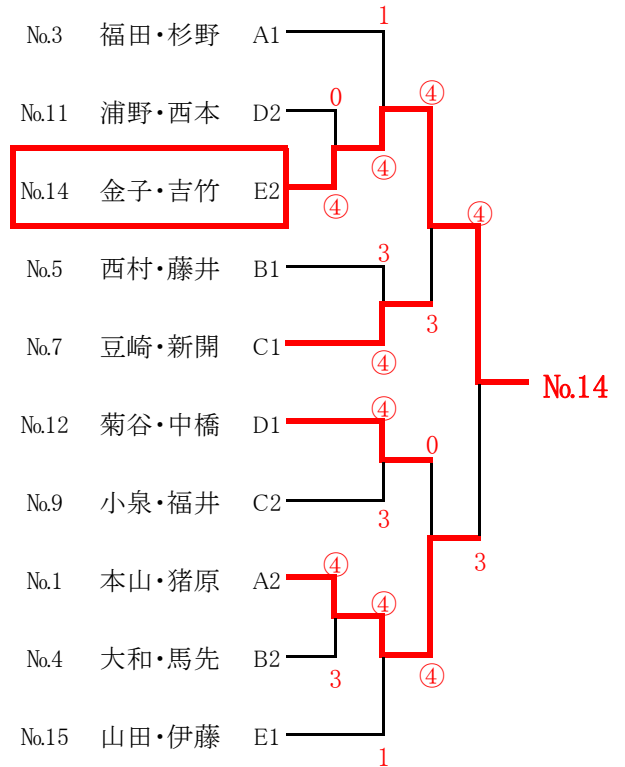 1
№3 福田・杉野 A1
④
0
№11 浦野・西本 D2
④
№14 金子・吉竹 E2
④
④
3
№5 西村・藤井 B1
3
№7 豆崎・新開 C1
④
№14
④
№12 菊谷・中橋 D1
0
№9 小泉・福井 C2
3
④
3
№1 本山・猪原 A2
④
№4 大和・馬先 B2
3
④
№15 山田・伊藤 E1
1